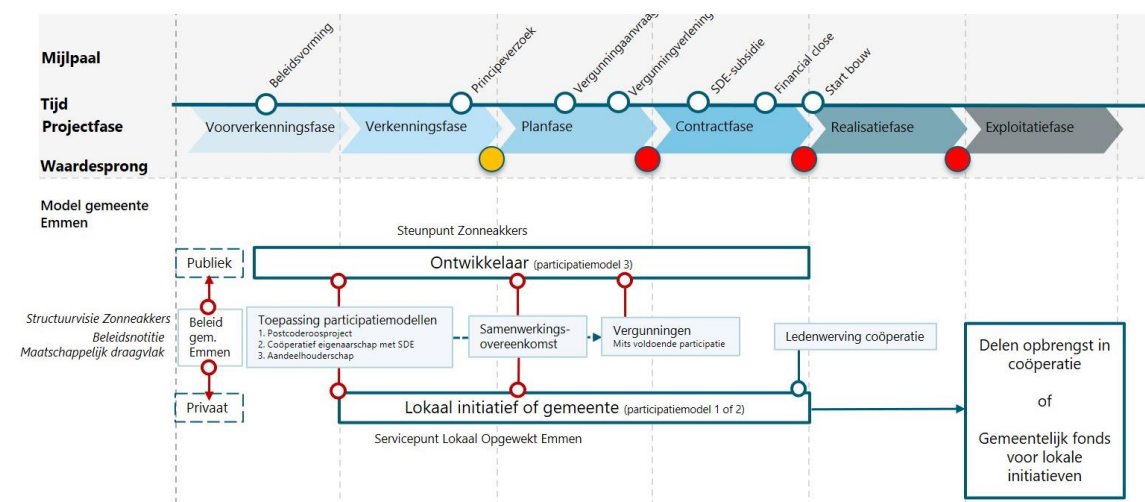 Mijlpaal
Beleidsvorming
Principeverzoek
Vergunningaanvraag
Vergunningverlening
SDE-subsidie
Financial close
Start bouw
Tijd
Projectfase
Voorverkenningsfase
Verkenningsfase
Planfase
Contractfase
Realisatiefase
Exploitatiefase
Waardesprong
Model gemeente
Emmen
Steunpunt Zonneakkers
Publiek
Ontwikkelaar (participatiemodel 3)
Structuurvisie Zonneakkers
Beleidsnotitie
Maatschappelijk draagvlak
Beleid
gem.
Emmen
Toepassing participatiemodellen
1. Postcoderoosproject
2. Coöperatief eigenaarschap met SDE
3. Aandeelhouderschap
Samenwerkings-
overeenkomst
Vergunningen
Mits voldoende participatie
Ledenwerving coöperatie
Privaat
Lokaal initiatief of gemeente (participatiemodel 1 of 2)
Servicepunt Lokaal Opgewekt Emmen
Delen opbrengst in
coöperatie
of
Gemeentelijk fonds
voor lokale
initiatieven